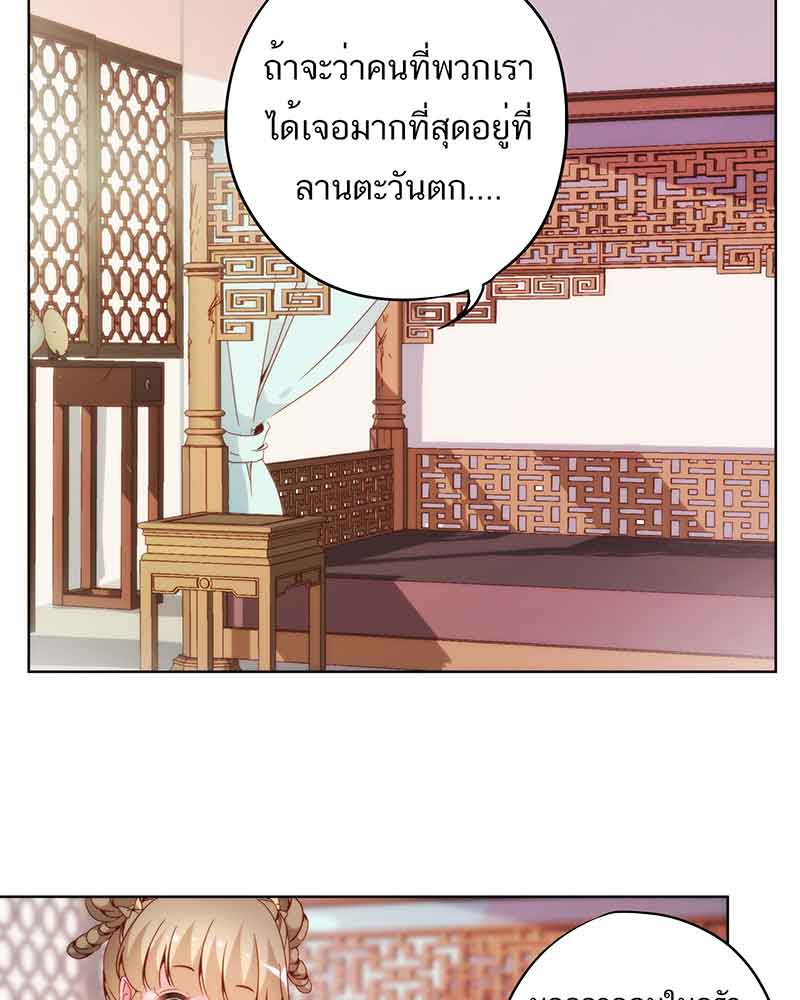 ถ้าจะว่าคนที่พวกเรา
ได้เจอมากที่สุดอยู่ที่
ลานตะวันตก....